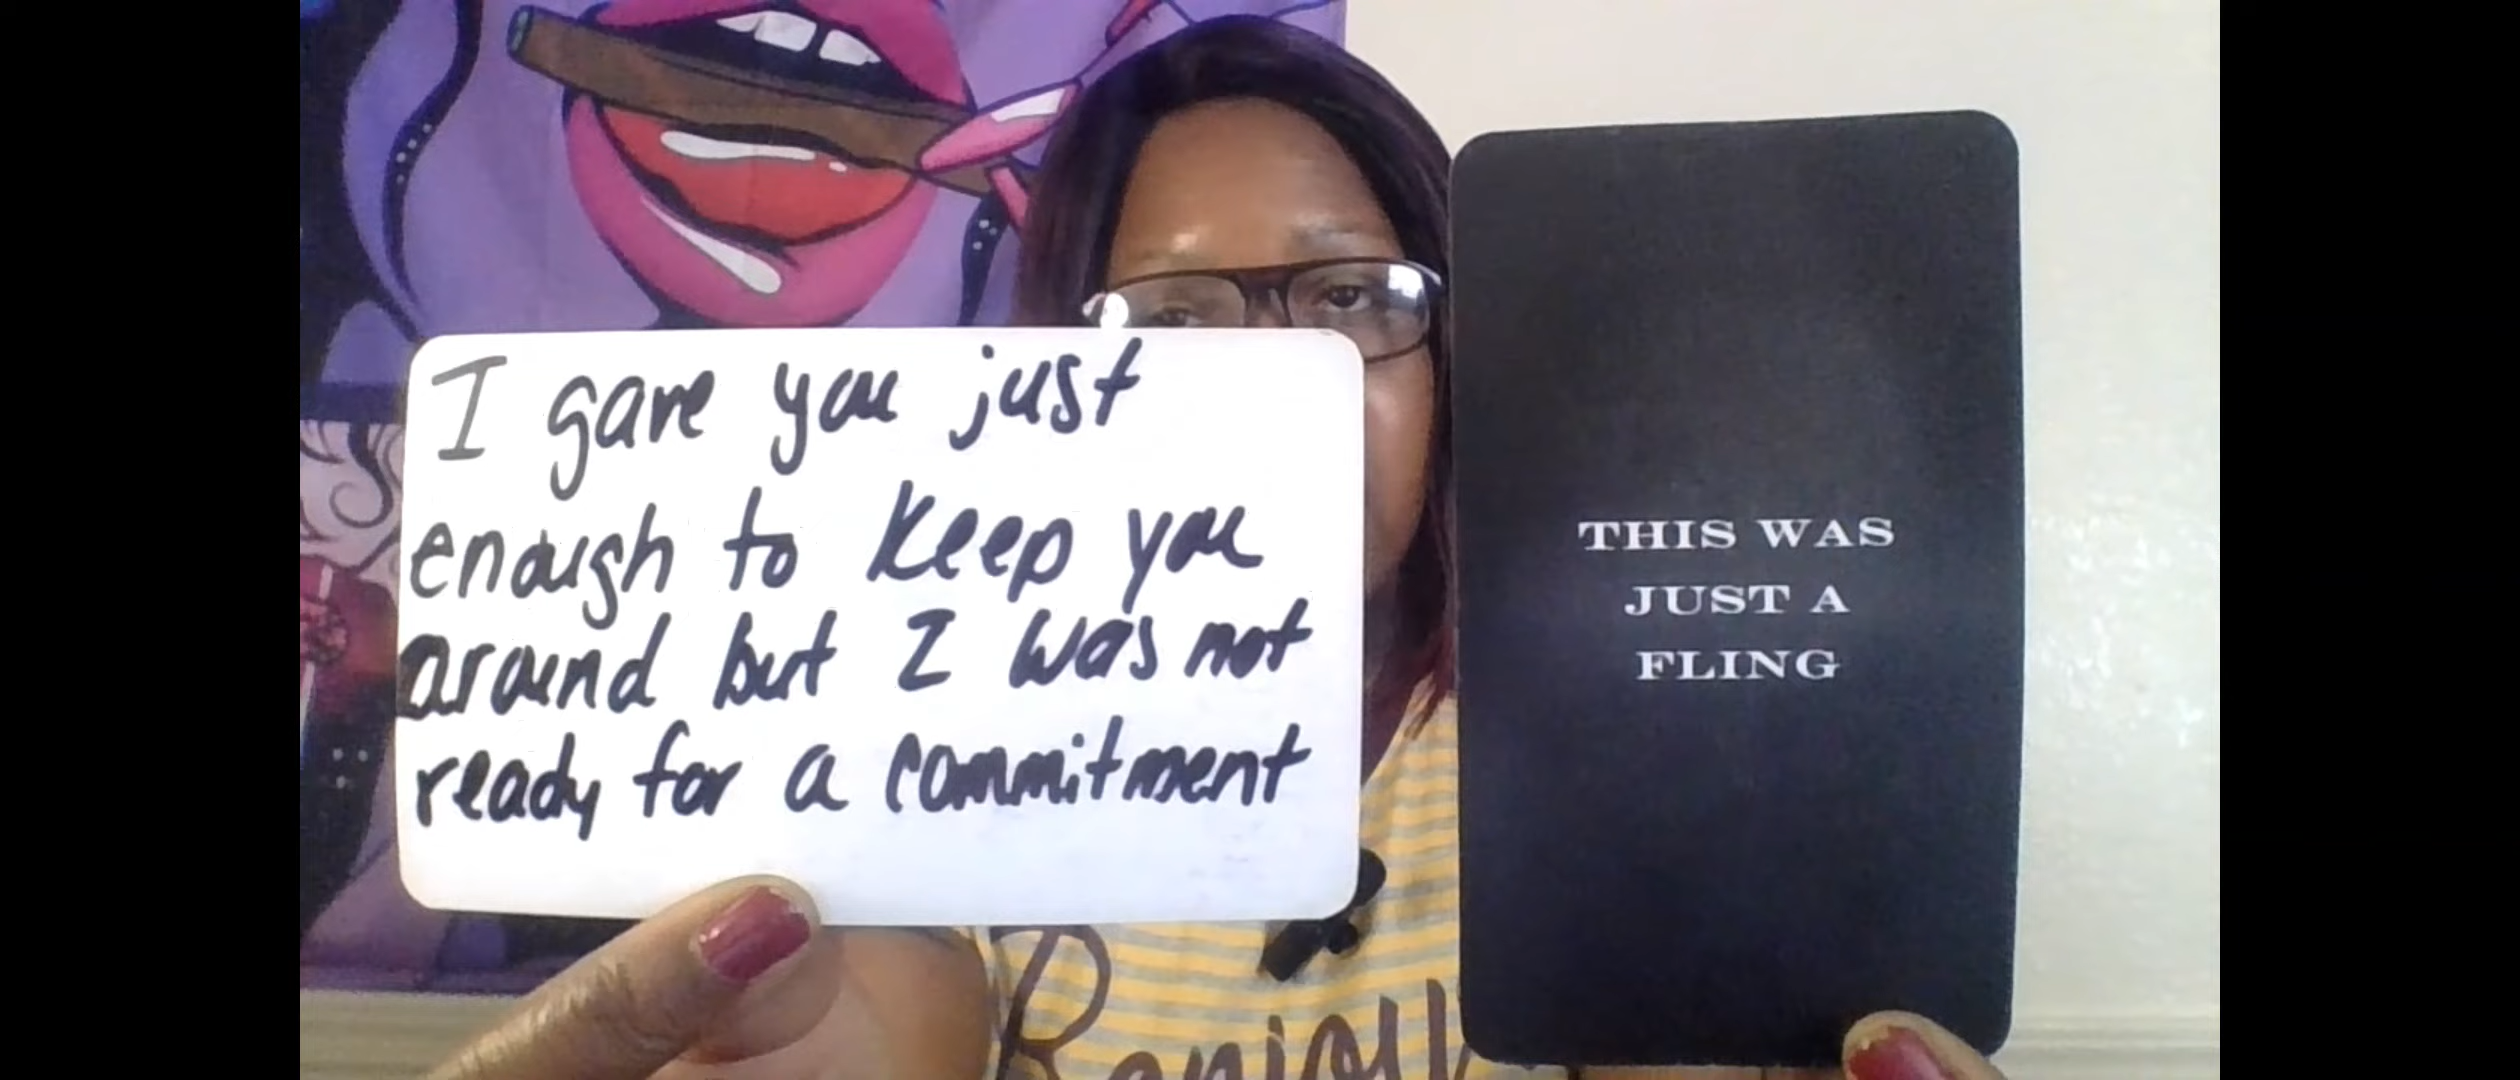 I gave you just
enough to keep you
around but I was not
ready for a commitment
THIS WAS
JUST A
FLING